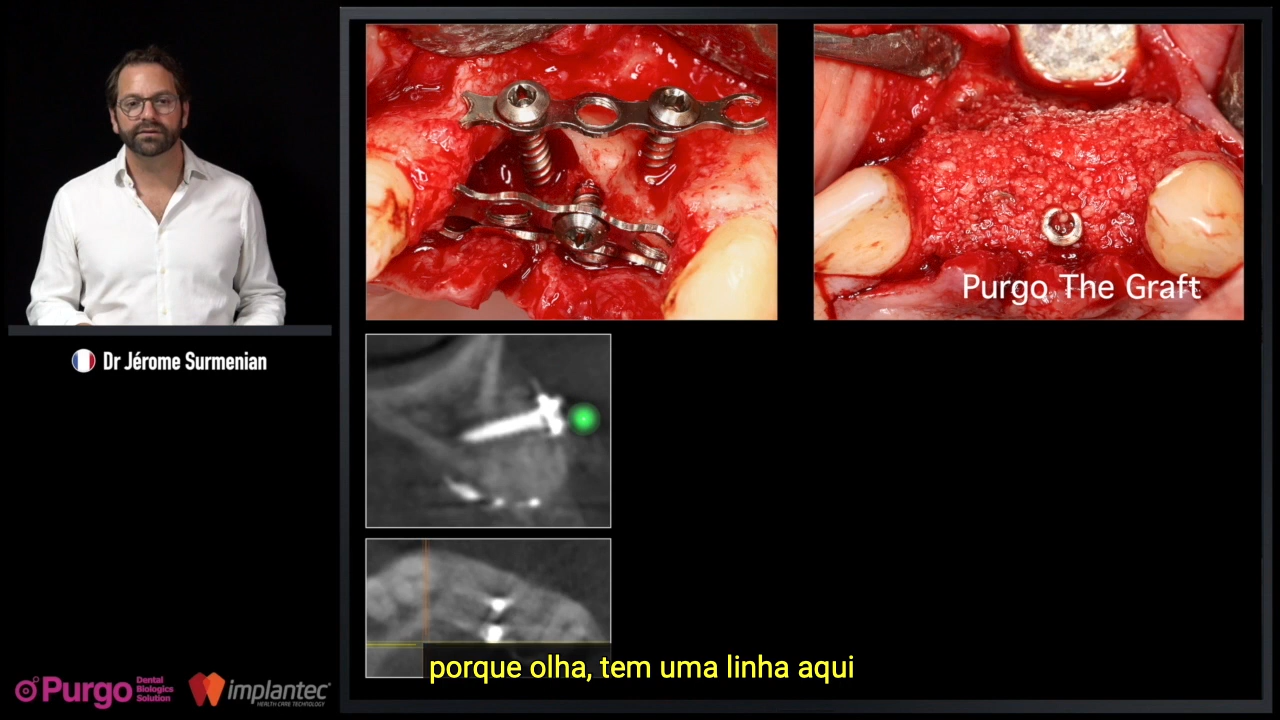 Purgo The Graft
Dr Jérome Surmenian
porque olha, tem uma linha aqui
Purgo Dental Biologics Solution
implantec
HEALTH CARE TECHNOLOGY